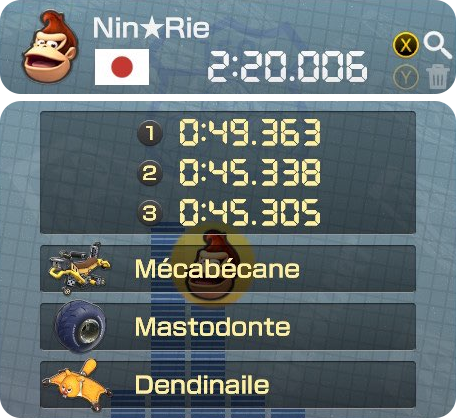 Nin★Rie
2:20.006
X
Y
1 0:49.363
2 0:45.338
3 0:45.305
Mécabécane
Mastodonte
Dendinaile